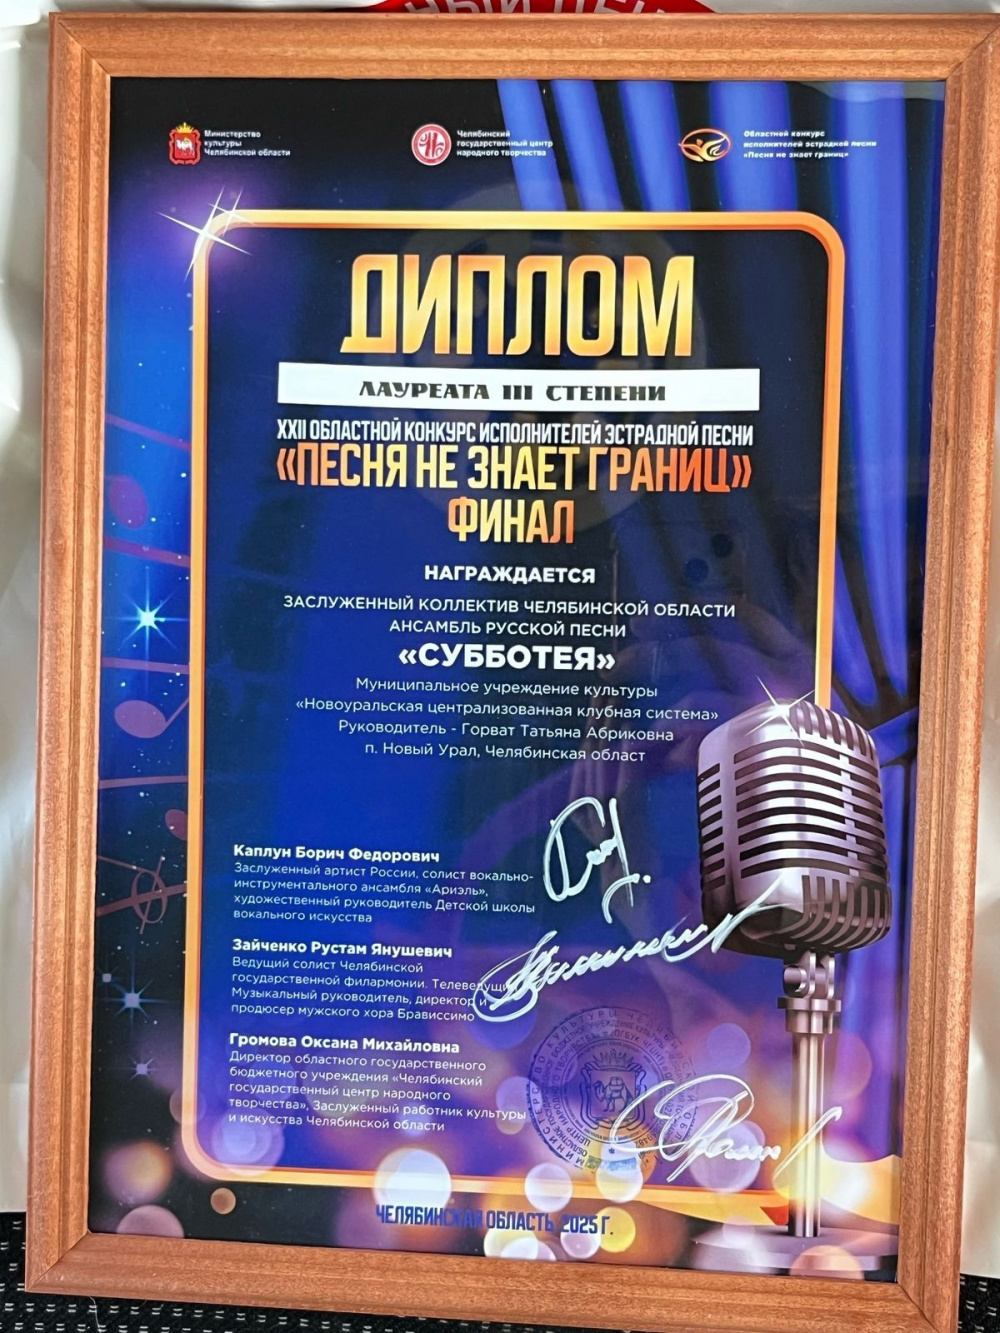 Министерство
культуры
Челябинской области
Челябинский
государственный центр
народного творчества
Областной конкурс
исполнителей эстрадной песни
«Песня не знает границ»
ДИПЛОМ
ЛАУРЕАТА III СТЕПЕНИ
XXII ОБЛАСТНОЙ КОНКУРС ИСПОЛНИТЕЛЕЙ ЭСТРАДНОЙ ПЕСНИ
«ПЕСНЯ НЕ ЗНАЕТ ГРАНИЦ»
ФИНАЛ
НАГРАЖДАЕТСЯ
ЗАСЛУЖЕННЫЙ КОЛЛЕКТИВ ЧЕЛЯБИНСКОЙ ОБЛАСТИ
АНСАМБЛЬ РУССКОЙ ПЕСНИ
«СУББОТЕЯ»
Муниципальное учреждение культуры
«Новоуральская централизованная клубная система»
Руководитель - Горват Татьяна Абриковна
п. Новый Урал, Челябинская област
Каплун Борич Федорович
Заслуженный артист России, солист вокально-
инструментального ансамбля «Ариэль»,
художественный руководитель Детской школы
вокального искусства
Зайченко Рустам Янушевич
Ведущий солист Челябинской
государственной филармонии. Телеведущ
Музыкальный руководитель, директор и
продюсер мужского хора Брависсимо
Громова Оксана Михайловна
Директор областного государственного
бюджетного учреждения «Челябинский
государственный центр народного
творчества», Заслуженный работник культуры
и искусства Челябинской области
ЧЕЛЯБИНСКАЯ ОБЛАСТЬ, 2025 Г.